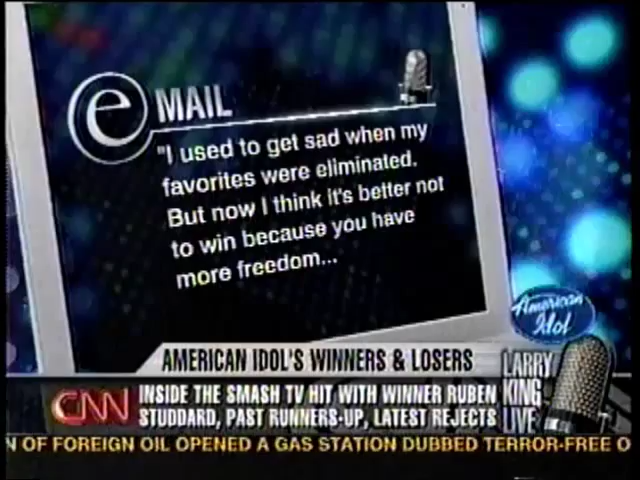 e MAIL
"I used to get sad when my
favorites were eliminated.
But now I think it's better not
to win because you have
more freedom...
American
Idol
AMERICAN IDOL'S WINNERS & LOSERS
LARRY
KING
LIVE
CNN
INSIDE THE SMASH TV HIT WITH WINNER RUBEN
STUDDARD, PAST RUNNERS-UP, LATEST REJECTS
N OF FOREIGN OIL OPENED A GAS STATION DUBBED TERROR-FREE O